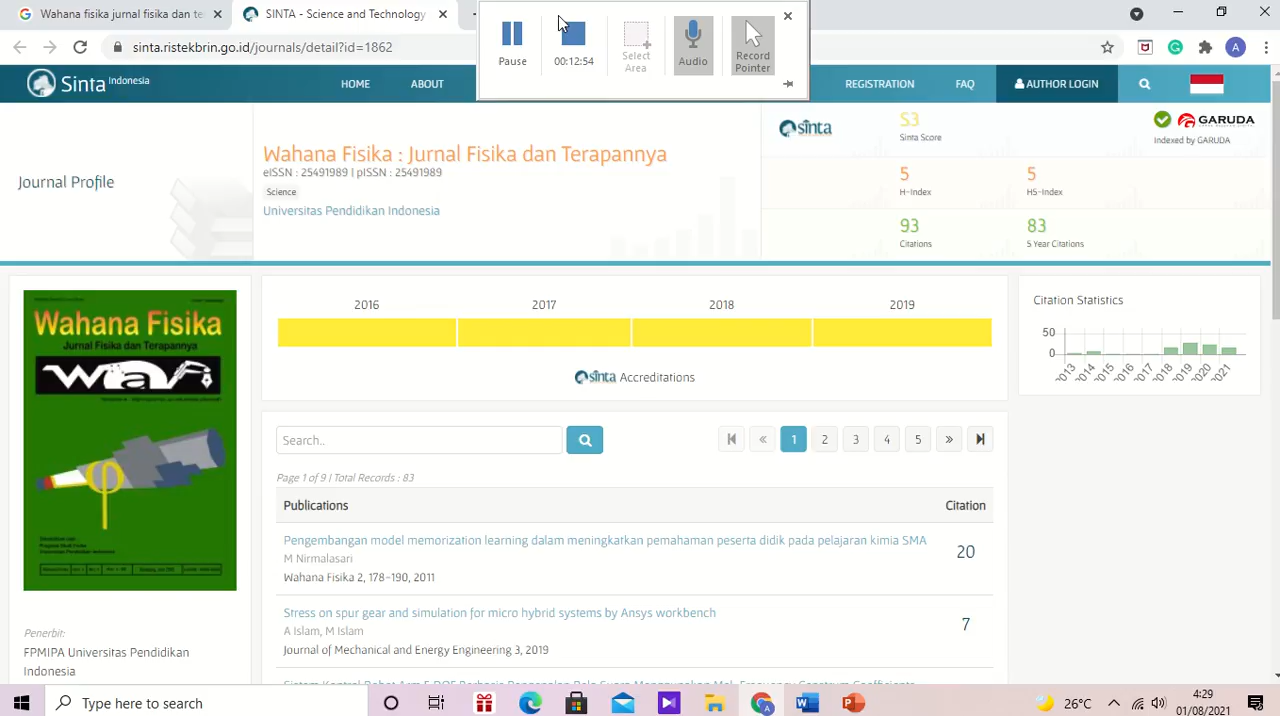 SINTA - Science and Technology
sinta.ristekbrin.go.id/journals/detail?id=1862
A
Pause
00:12:54
Select Area
Audio
Record Pointer
Sinta Indonesia
HOME
ABOUT
REGISTRATION
FAQ
AUTHOR LOGIN
Journal Profile
Wahana Fisika : Jurnal Fisika dan Terapannya
eISSN : 25491989 | pISSN : 25491989
Science
Universitas Pendidikan Indonesia
sinta
S3
Sinta Score
GARUDA
Indexed by GARUDA
5
H-Index
5
H5-Index
93
Citations
83
5 Year Citations
Wahana Fisika
Jurnal Fisika dan Terapannya
2016 2017 2018 2019
sinta Accreditations
Citation Statistics
50
0
2013 2014 2015 2016 2017 2018 2019 2020 2021
Search..
1 2 3 4 5
Page 1 of 9 | Total Records : 83
Publications Citation
Pengembangan model memorization learning dalam meningkatkan pemahaman peserta didik pada pelajaran kimia SMA
M Nirmalasari
20
Wahana Fisika 2, 178-190, 2011
Stress on spur gear and simulation for micro hybrid systems by Ansys workbench
A Islam, M Islam
7
Journal of Mechanical and Energy Engineering 3, 2019
Penerbit:
FPMIPA Universitas Pendidikan
Indonesia
Type here to search
26°C
4:29
01/08/2021